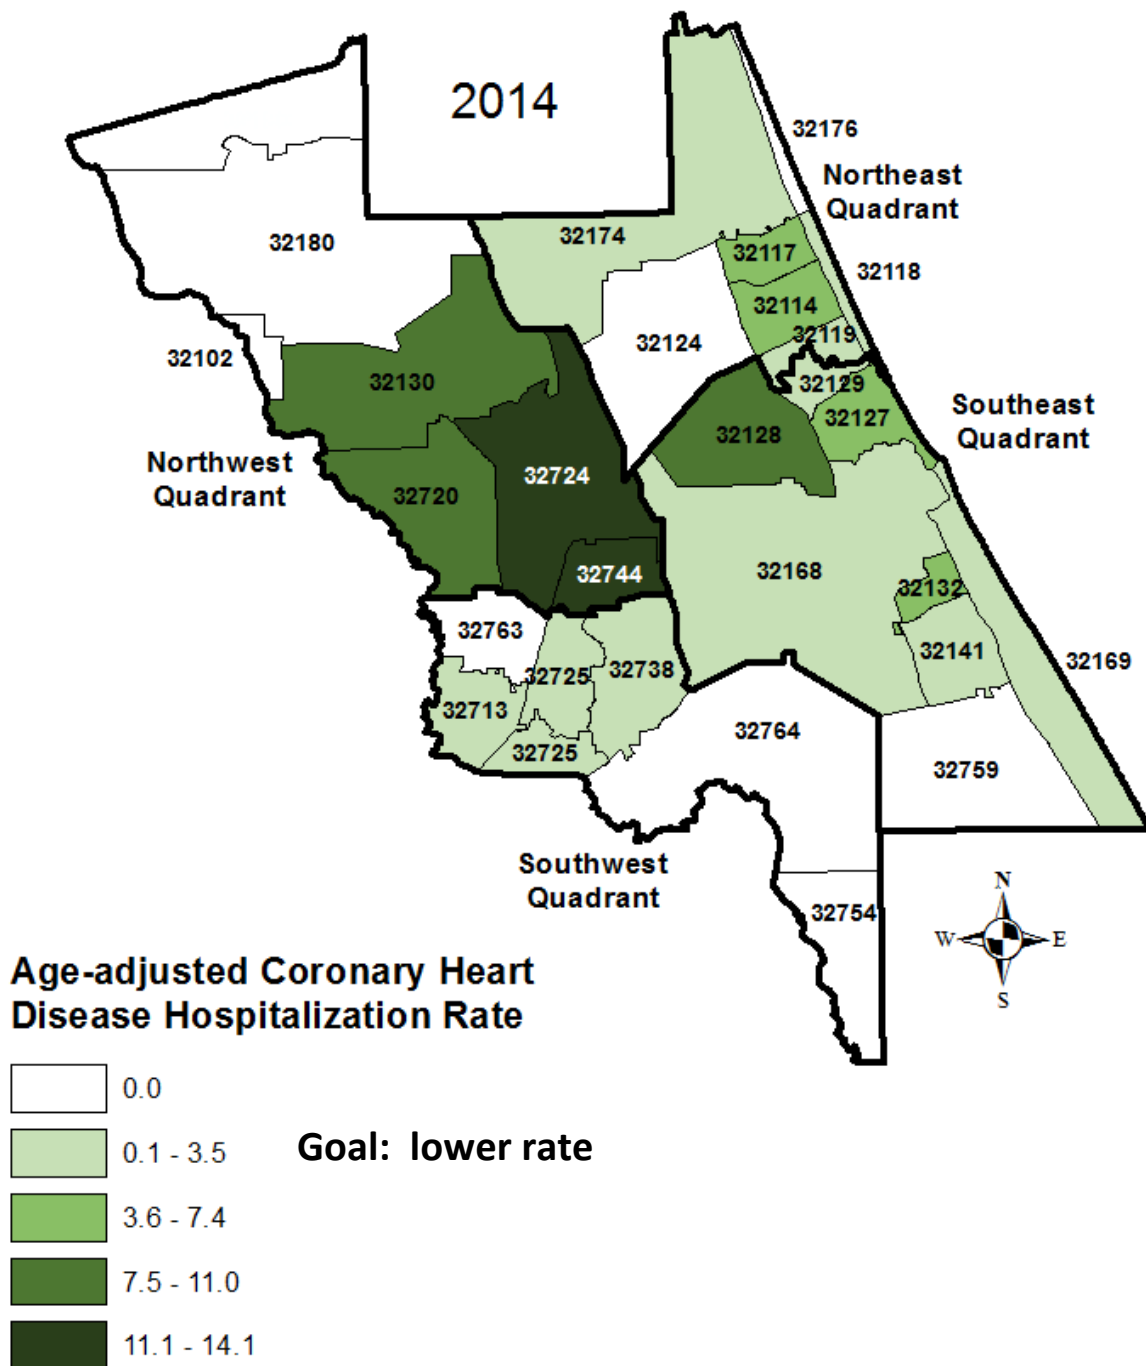 2014
32176
Northeast
Quadrant
32180
32174
32117
32118
32114
32102
32124
32119
32130
32129
32127
Southeast
Quadrant
32128
Northwest
Quadrant
32724
32720
32168
32744
32132
32763
32725
32738
32141
32169
32713
32764
32725
32759
Southwest
Quadrant
32754
N
W
E
S
Age-adjusted Coronary Heart
Disease Hospitalization Rate
0.0
0.1 - 3.5
Goal: lower rate
3.6 - 7.4
7.5 - 11.0
11.1 - 14.1